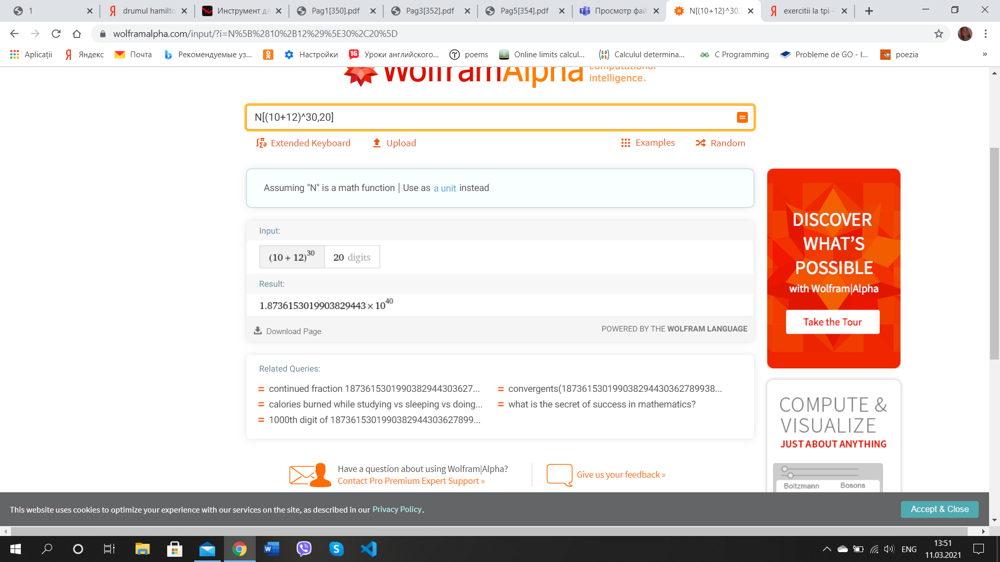 1
drumul hamilto
Инструмент дл
Pag1[350].pdf
Pag3[352].pdf
Pag5[354].pdf
Просмотр фай
N[(10+12)^30,2
exercitii la tpi –
wolframalpha.com/input/?i=N%5B%2810%2B12%29%5E30%2C20%5D
Aplicații
Яндекс
Почта
Рекомендуемые уз...
Настройки
16 Уроки английского...
poems
Online limits calcul...
Calculul determina...
C Programming
Probleme de GO - I...
poezia
»
WolframAlpha computational intelligence™
N[(10+12)^30,20]
Extended Keyboard
Upload
Examples
Random
Assuming "N" is a math function | Use as a unit instead
Input:
(10 + 12)^30 20 digits
Result:
1.8736153019903829443 × 10^40
Download Page
POWERED BY THE WOLFRAM LANGUAGE
Related Queries:
= continued fraction 187361530199038294430362​7...
= convergents(18736153019903829443036278993​8...
= calories burned while studying vs sleeping vs doing...
= what is the secret of success in mathematics?
= 1000th digit of 18736153019903829443036278​99...
DISCOVER
WHAT'S
POSSIBLE
with Wolfram|Alpha
Take the Tour
COMPUTE &
VISUALIZE
JUST ABOUT ANYTHING
Boltzmann
Bosons
Have a question about using Wolfram|Alpha?
Contact Pro Premium Expert Support »
Give us your feedback »
This website uses cookies to optimize your experience with our services on the site, as described in our Privacy Policy.
Accept & Close
ENG
13:51
11.03.2021